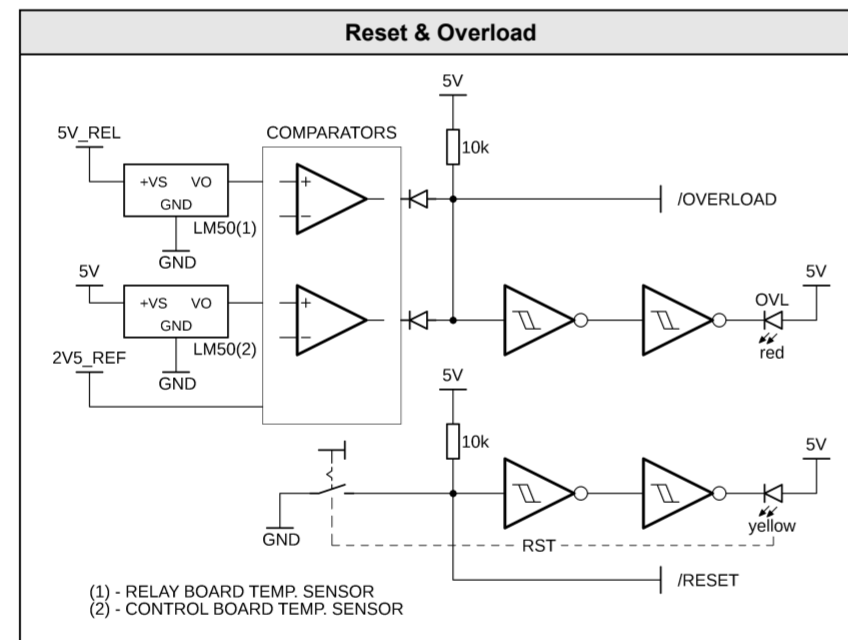 Reset & Overload
5V
5V_REL
COMPARATORS
10k
+VS VO
+
/OVERLOAD
GND
−
LM50(1)
GND
5V
5V
+VS VO
+
OVL
GND
−
LM50(2)
red
2V5_REF
GND
5V
10k
5V
yellow
GND
RST
/RESET
(1) - RELAY BOARD TEMP. SENSOR
(2) - CONTROL BOARD TEMP. SENSOR